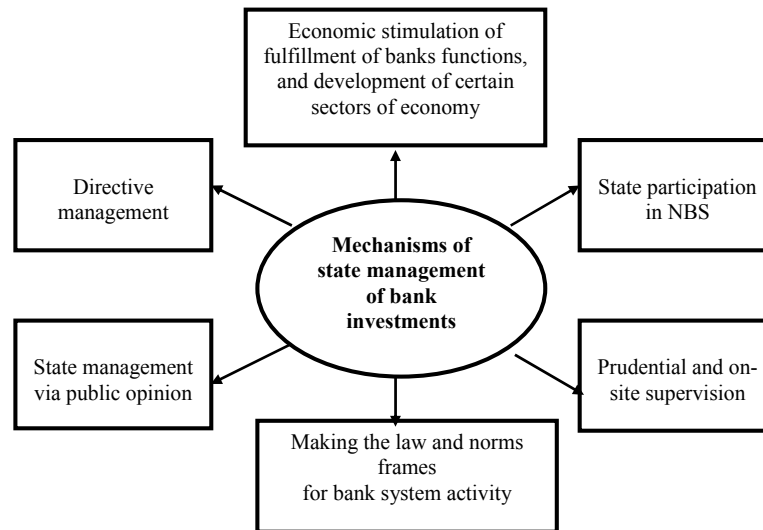 Economic stimulation of
fulfillment of banks functions,
and development of certain
sectors of economy
Directive
management
State participation
in NBS
Mechanisms of
state management
of bank
investments
State management
via public opinion
Prudential and on-
site supervision
Making the law and norms
frames
for bank system activity